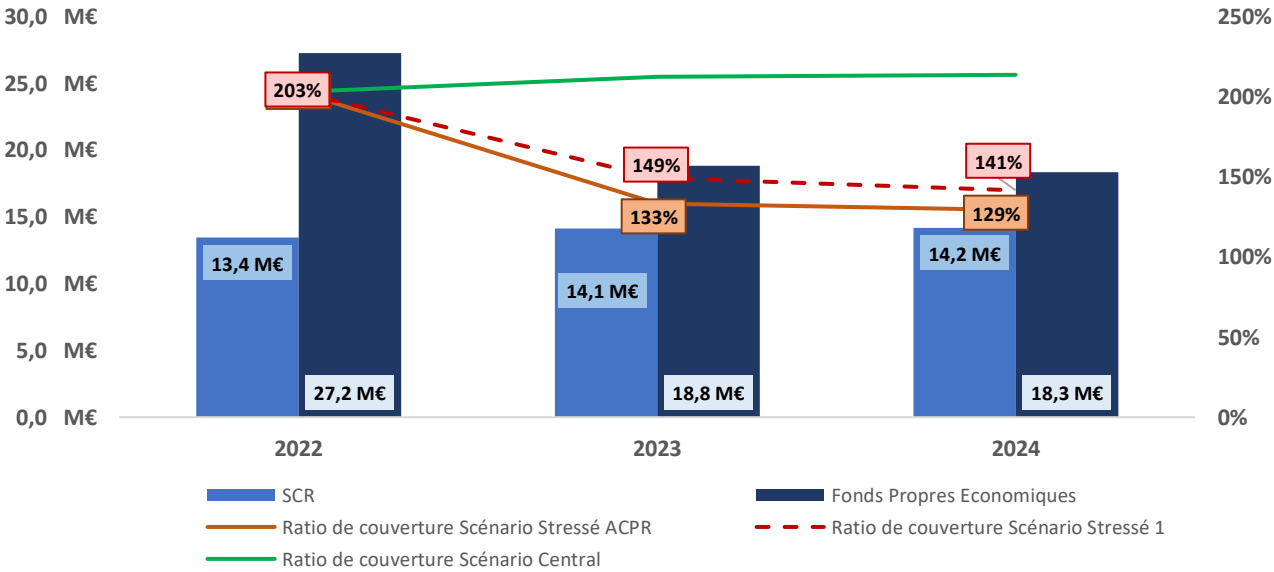 30,0 M€
25,0 M€
20,0 M€
15,0 M€
10,0 M€
5,0 M€
0,0 M€
250%
200%
150%
100%
50%
0%
203%
149%
141%
133%
129%
13,4 M€
14,1 M€
14,2 M€
27,2 M€
18,8 M€
18,3 M€
2022
2023
2024
SCR
Fonds Propres Economiques
Ratio de couverture Scénario Stressé ACPR
Ratio de couverture Scénario Stressé 1
Ratio de couverture Scénario Central